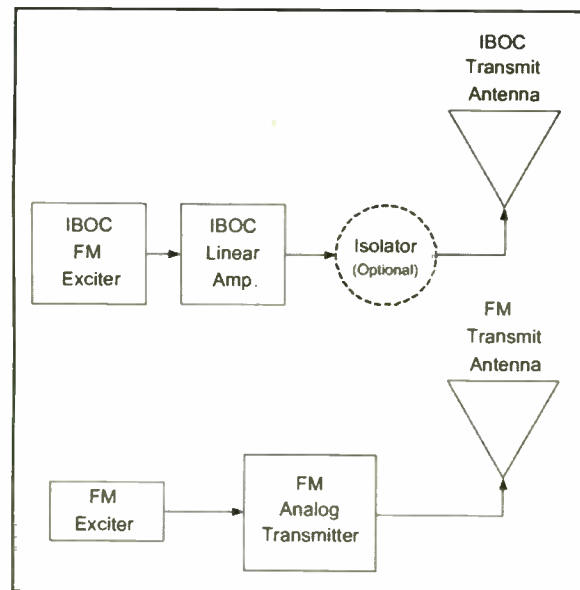 IBOC
Transmit
Antenna
IBOC
FM
Exciter
IBOC
Linear
Amp.
Isolator
(Optional)
FM
Transmit
Antenna
FM
Exciter
FM
Analog
Transmitter